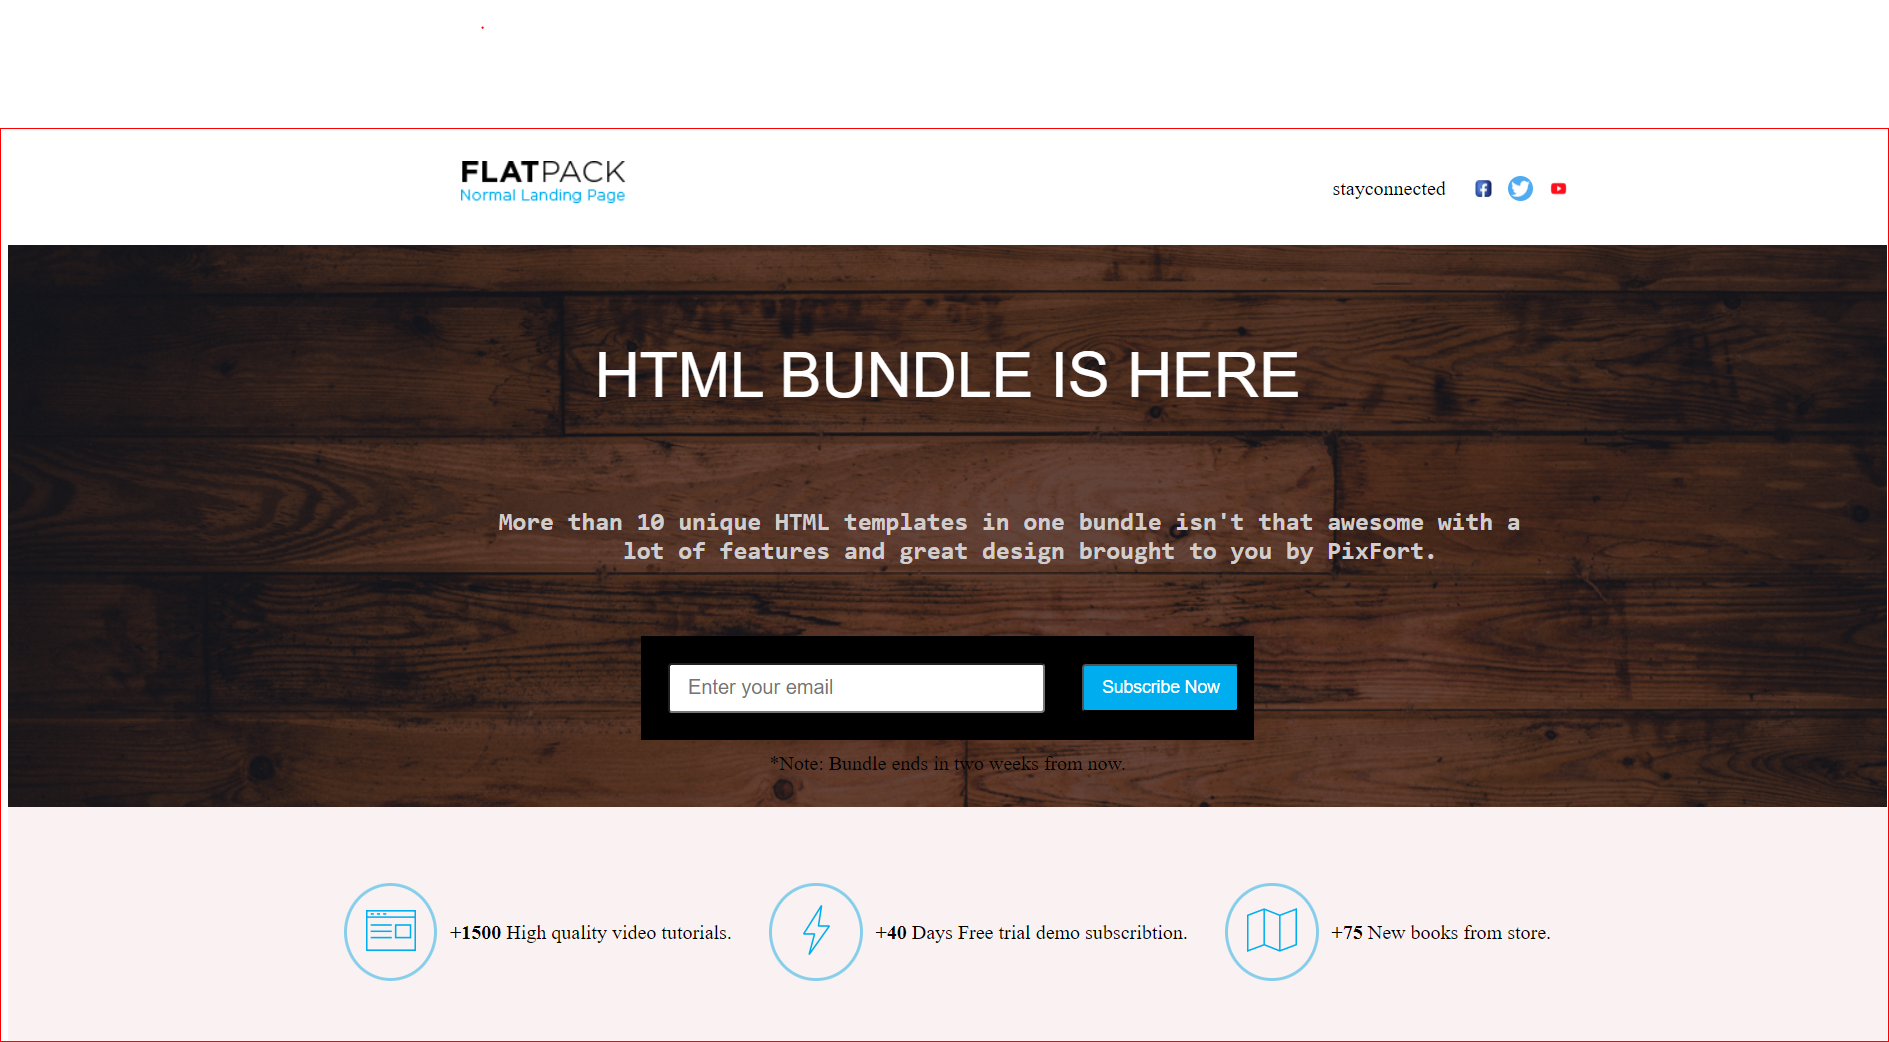 FLATPACK
Normal Landing Page
stayconnected
HTML BUNDLE IS HERE
More than 10 unique HTML templates in one bundle isn't that awesome with a
lot of features and great design brought to you by PixFort.
Enter your email
Subscribe Now
*Note: Bundle ends in two weeks from now.
+1500 High quality video tutorials.
+40 Days Free trial demo subscribtion.
+75 New books from store.